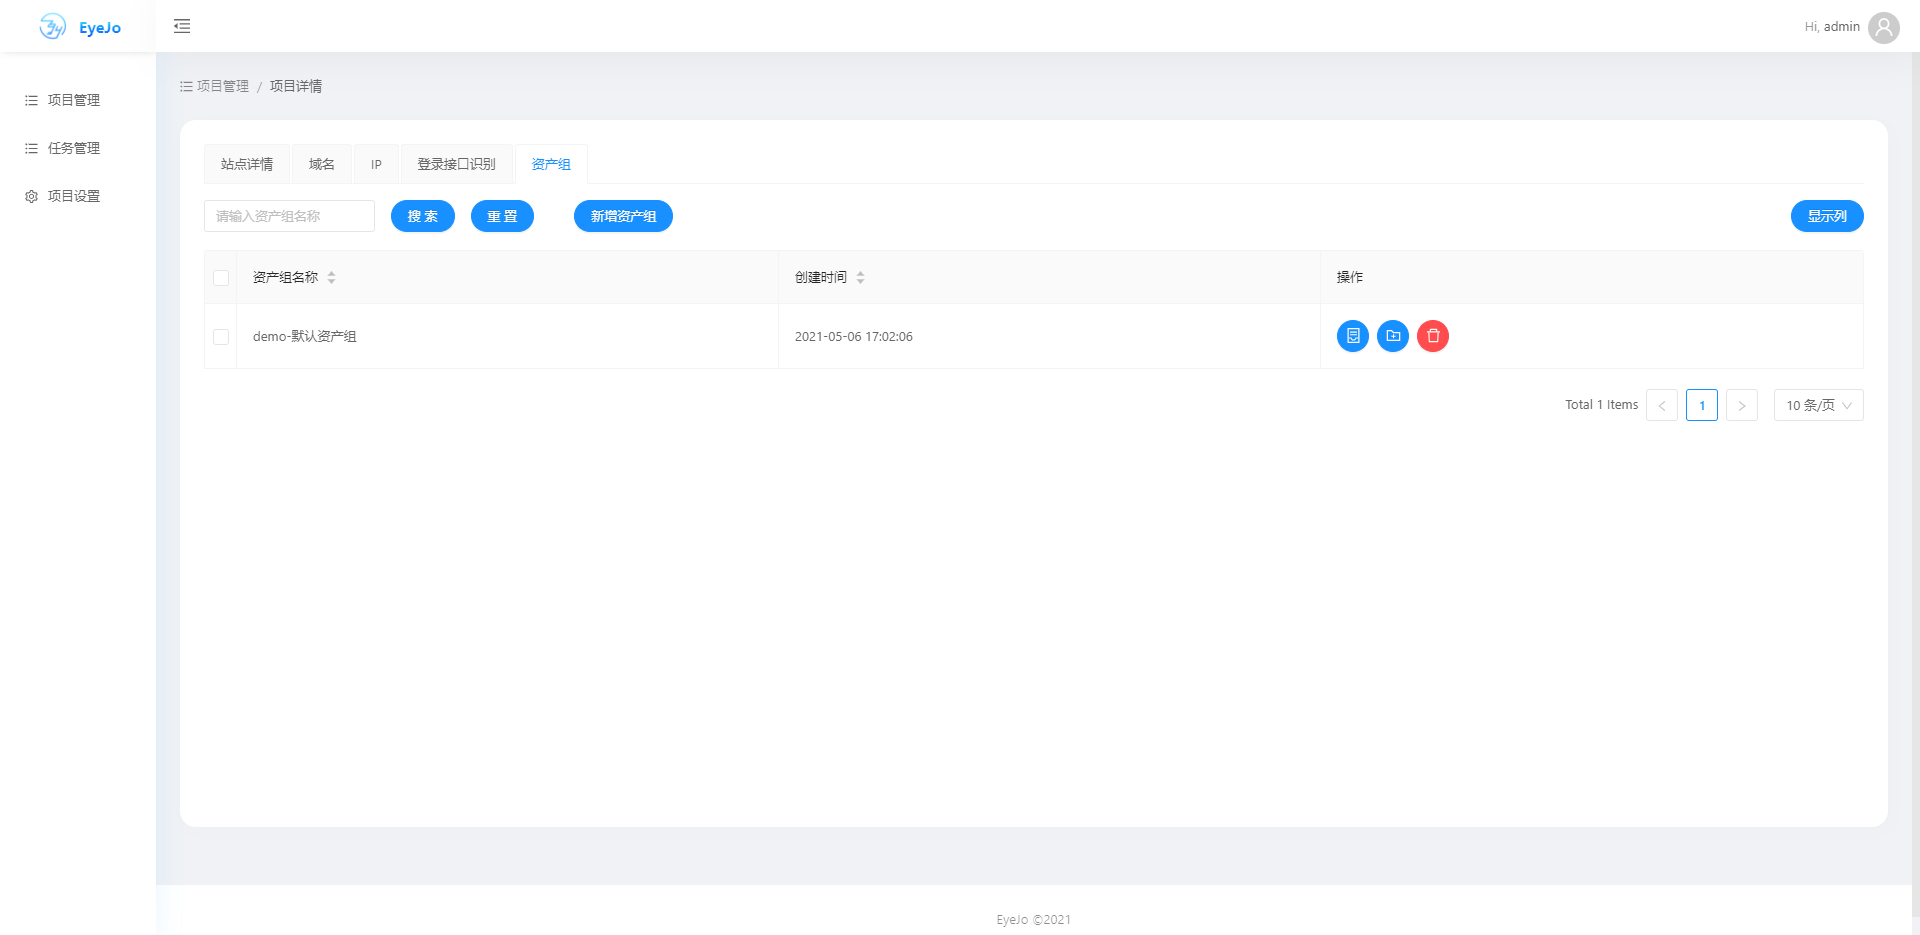 EyeJo
Hi, admin
项目管理
任务管理
项目设置
项目管理 / 项目详情
站点详情 域名 IP 登录接口识别 资产组
请输入资产组名称 搜 索 重 置 新增资产组 显示列
资产组名称 创建时间 操作
demo-默认资产组 2021-05-06 17:02:06
Total 1 Items < 1 > 10 条/页
EyeJo ©2021